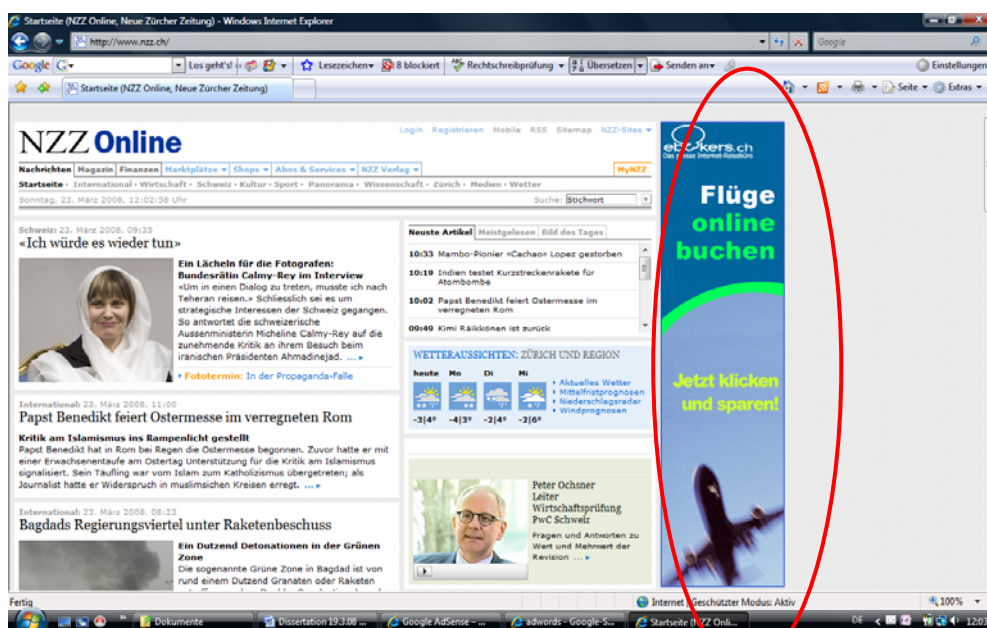 Startseite (NZZ Online, Neue Zürcher Zeitung) - Windows Internet Explorer
http://www.nzz.ch/
Google
Google
Los geht's!
Lesezeichen
8 blockiert
Rechtschreibprüfung
Übersetzen
Senden an
Einstellungen
Startseite (NZZ Online, Neue Zürcher Zeitung)
Seite
Extras
NZZ Online
Login Registrieren Mobile RSS Sitemap NZZ-Sites
Nachrichten Magazin Finanzen Marktplätze Shops Abos & Services NZZ Verlag
MyNZZ
Startseite · International · Wirtschaft · Schweiz · Kultur · Sport · Panorama · Wissenschaft · Zürich · Medien · Wetter
Sonntag, 23. März 2008, 12:02:58 Uhr
Suche: Stichwort
Schweiz: 23. März 2008, 09:35
«Ich würde es wieder tun»
Ein Lächeln für die Fotografen:
Bundesrätin Calmy-Rey im Interview
«Um in einen Dialog zu treten, musste ich nach
Teheran reisen.» Schliesslich sei es um
strategische Interessen der Schweiz gegangen.
So antwortet die schweizerische
Aussenministerin Micheline Calmy-Rey auf die
zunehmende Kritik an ihrem Besuch beim
iranischen Präsidenten Ahmadinejad. ...
Fototermin: In der Propaganda-Falle
International: 23. März 2008, 11:00
Papst Benedikt feiert Ostermesse im verregneten Rom
Kritik am Islamismus ins Rampenlicht gestellt
Papst Benedikt hat in Rom bei Regen die Ostermesse begonnen. Zuvor hatte er mit
einer Erwachsenentaufe am Ostertag Unterstützung für die Kritik am Islamismus
signalisiert. Sein Täufling war vom Islam zum Katholizismus übergetreten; als
Journalist hatte er Widerspruch in muslimsichen Kreisen erregt. ...
International: 23. März 2008, 08:23
Bagdads Regierungsviertel unter Raketenbeschuss
Ein Dutzend Detonationen in der Grünen
Zone
Die sogenannte Grüne Zone in Bagdad ist von
rund einem Dutzend Granaten oder Raketen
Neuste Artikel Meistgelesen Bild des Tages
10:33 Mambo-Pionier «Cachao» Lopez gestorben
10:19 Indien testet Kurzstreckenrakete für
Atombombe
10:02 Papst Benedikt feiert Ostermesse im
verregneten Rom
09:49 Kimi Räikkönen ist zurück
WETTERAUSSICHTEN: ZÜRICH UND REGION
heute Mo Di Mi
-3|4° -4|3° -2|4° -2|6°
Aktuelles Wetter
Mittelfristprognosen
Niederschlagsradar
Windprognosen
Peter Ochsner
Leiter
Wirtschaftsprüfung
PwC Schweiz
Fragen und Antworten zu
Wert und Mehrwert der
Revision ...
ebookers.ch
Das grosse Internet-Reisebüro
Flüge
online
buchen
Jetzt klicken
und sparen!
Fertig
Internet | Geschützter Modus: Aktiv
100%
Dokumente
Dissertation 19.3.08 ...
Google AdSense – ...
adwords - Google-S...
Startseite (NZZ Onli...
DE
12:03